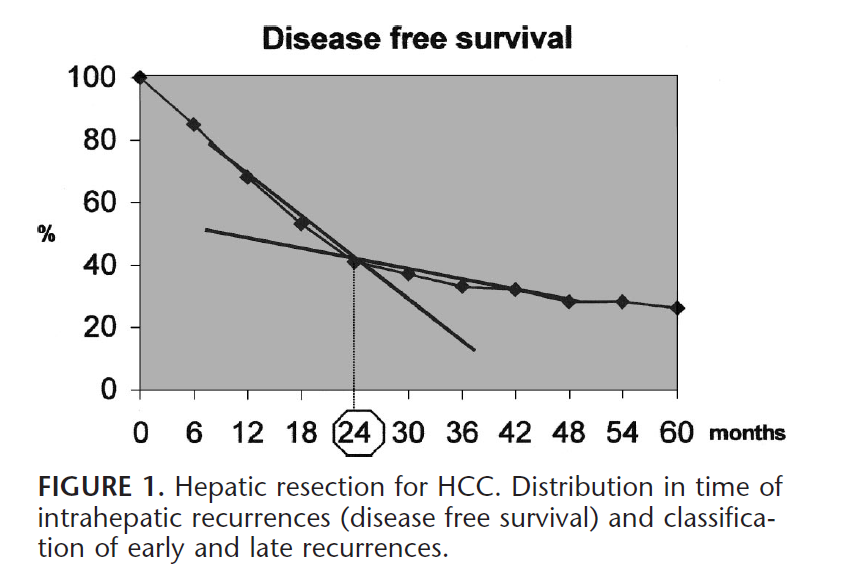 Disease free survival
100
80
60
%
40
20
0
0 6 12 18 24 30 36 42 48 54 60 months
FIGURE 1. Hepatic resection for HCC. Distribution in time of
intrahepatic recurrences (disease free survival) and classifica-
tion of early and late recurrences.